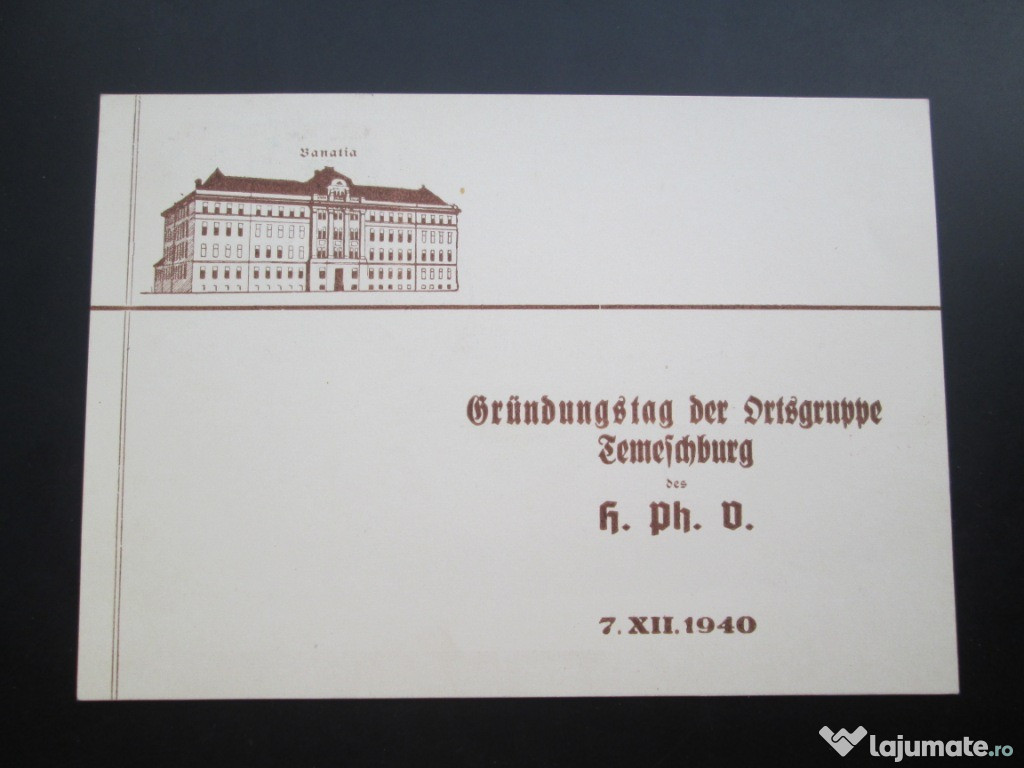 Banatia
Gründungstag der Ortsgruppe
Temeschburg
des
H. Ph. V.
7. XII. 1940
lajumate.ro